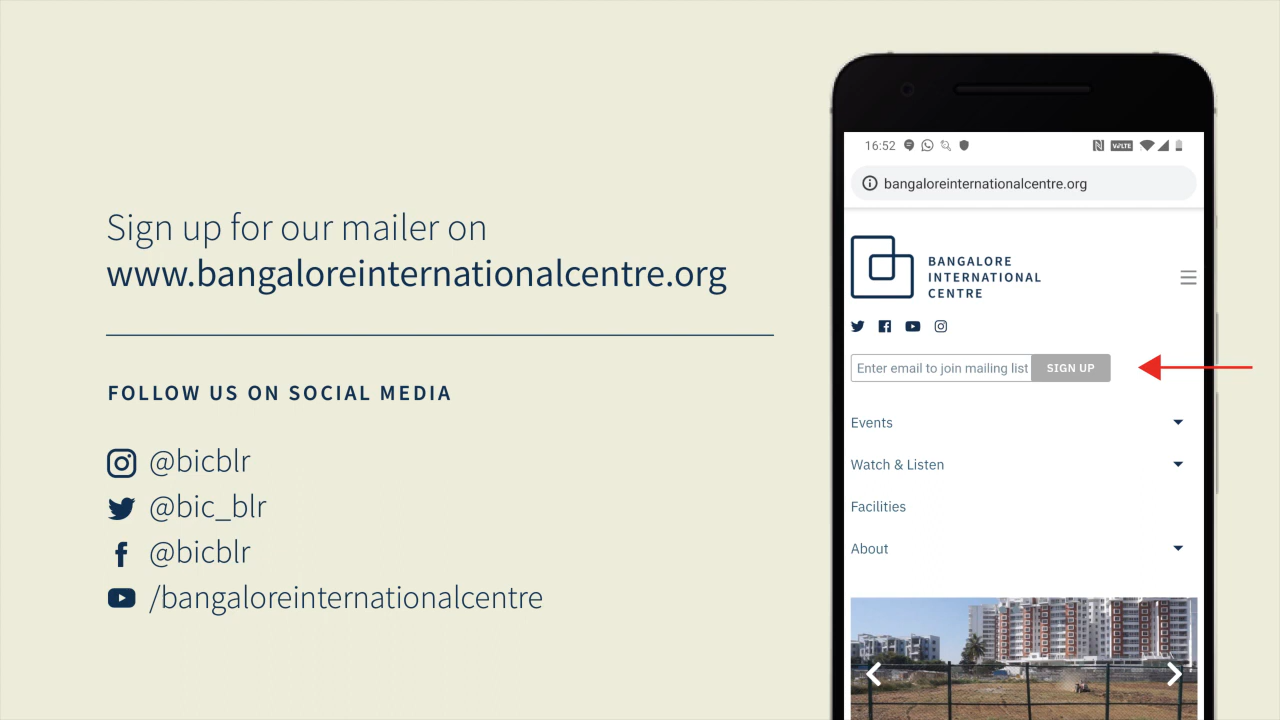 Sign up for our mailer on
www.bangaloreinternationalcentre.org
FOLLOW US ON SOCIAL MEDIA
@bicblr
@bic_blr
@bicblr
/bangaloreinternationalcentre
16:52
VoLTE
bangaloreinternationalcentre.org
BANGALORE
INTERNATIONAL
CENTRE
Enter email to join mailing list
SIGN UP
Events
Watch & Listen
Facilities
About